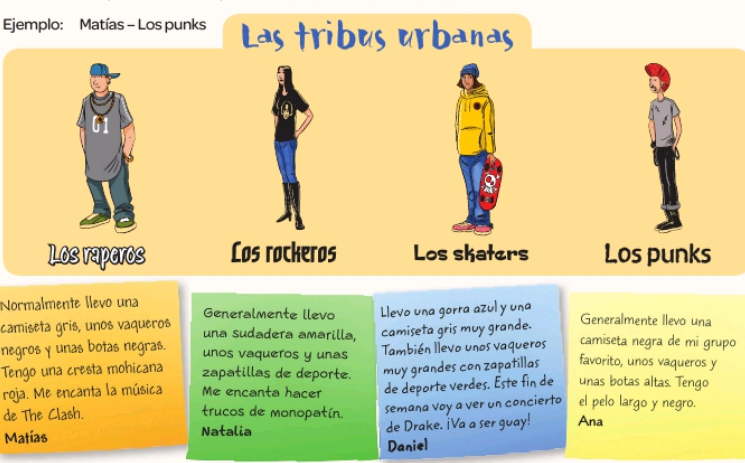 Ejemplo: Matías – Los punks
Las tribus urbanas
01
Los raperos
Los rockeros
Los skaters
Los punks
Normalmente llevo una
camiseta gris, unos vaqueros
negros y unas botas negras.
Tengo una cresta mohicana
roja. Me encanta la música
de The Clash.
Matías
Generalmente llevo
una sudadera amarilla,
unos vaqueros y unas
zapatillas de deporte.
Me encanta hacer
trucos de monopatín.
Natalia
Llevo una gorra azul y una
camiseta gris muy grande.
También llevo unos vaqueros
muy grandes con zapatillas
de deporte verdes. Este fin de
semana voy a ver un concierto
de Drake. ¡Va a ser guay!
Daniel
Generalmente llevo una
camiseta negra de mi grupo
favorito, unos vaqueros y
unas botas altas. Tengo
el pelo largo y negro.
Ana